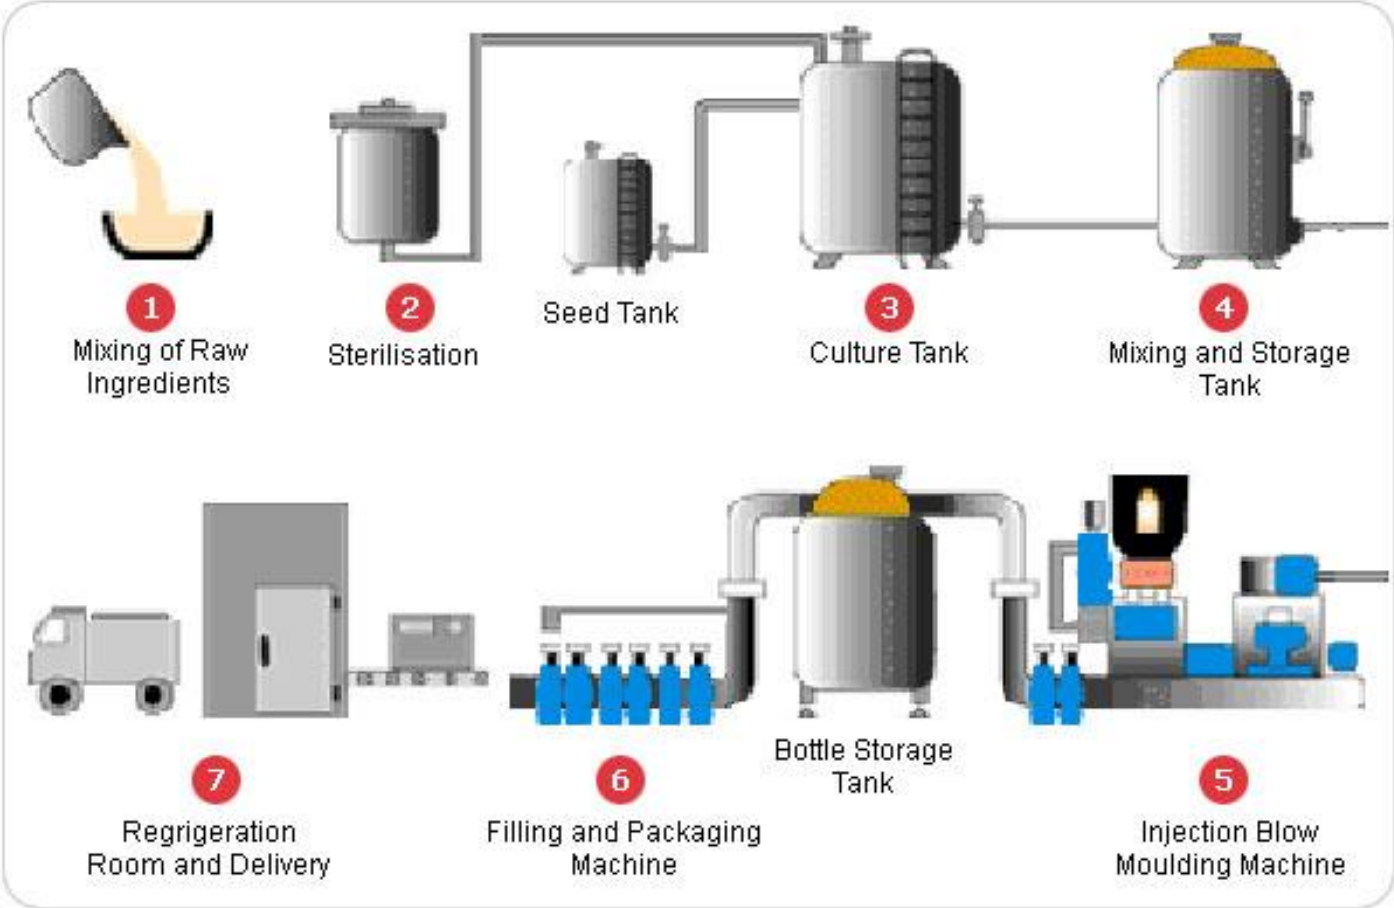 1
Mixing of Raw
Ingredients
2
Sterilisation
Seed Tank
3
Culture Tank
4
Mixing and Storage
Tank
7
Regrigeration
Room and Delivery
6
Filling and Packaging
Machine
Bottle Storage
Tank
5
Injection Blow
Moulding Machine